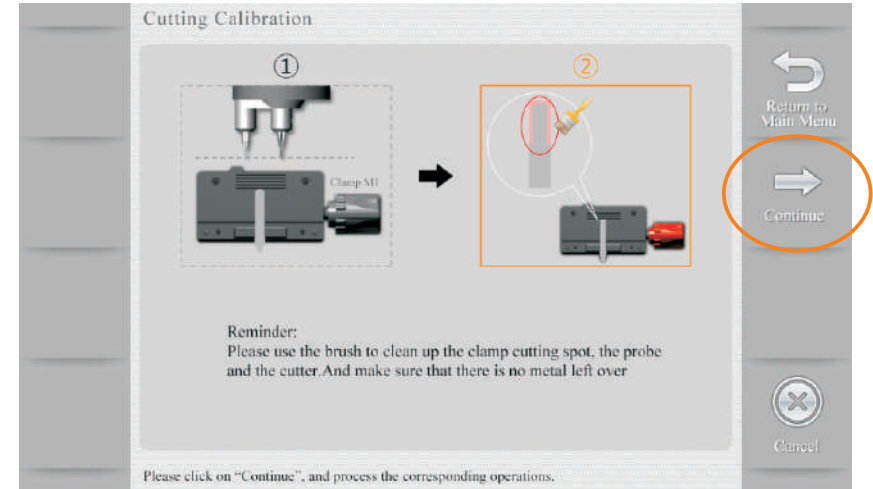 Cutting Calibration
①
②
Clamp M1
Return to
Main Menu
Continue
Reminder:
Please use the brush to clean up the clamp cutting spot, the probe
and the cutter.And make sure that there is no metal left over
Cancel
Please click on “Continue”, and process the corresponding operations.